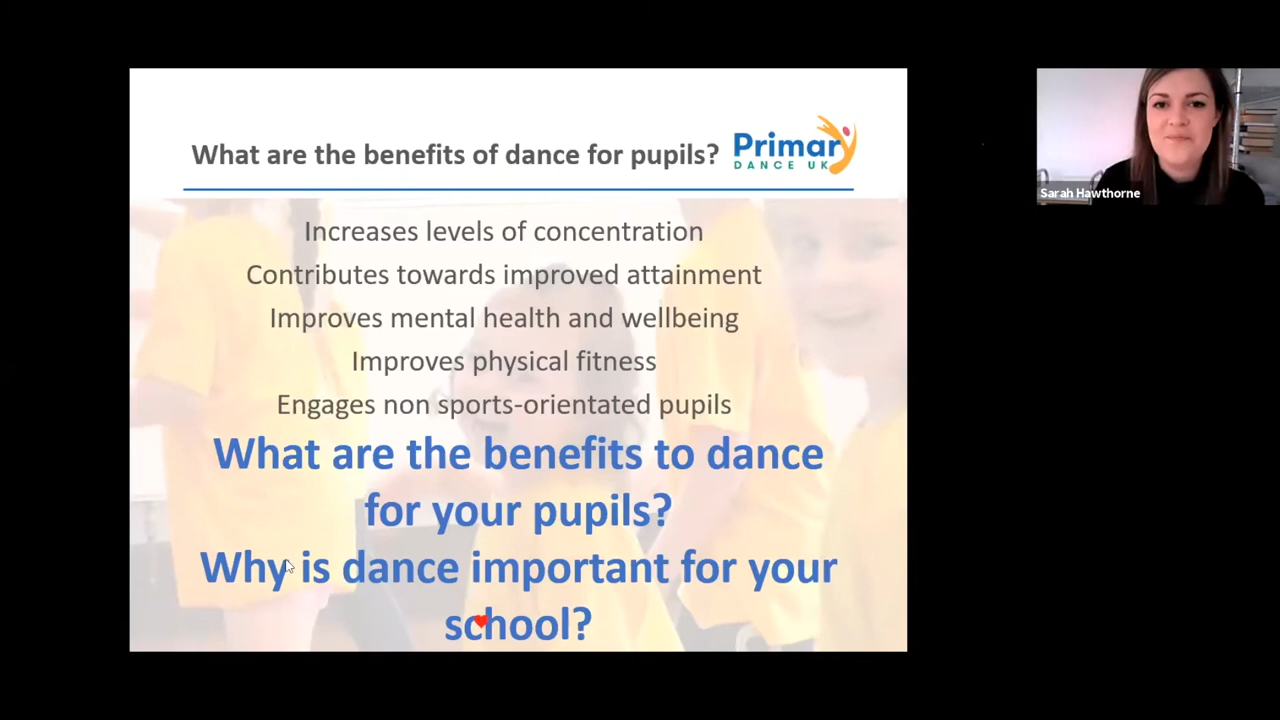 What are the benefits of dance for pupils?
Primary
DANCE UK
Sarah Hawthorne
Increases levels of concentration
Contributes towards improved attainment
Improves mental health and wellbeing
Improves physical fitness
Engages non sports-orientated pupils
What are the benefits to dance
for your pupils?
Why is dance important for your
school?